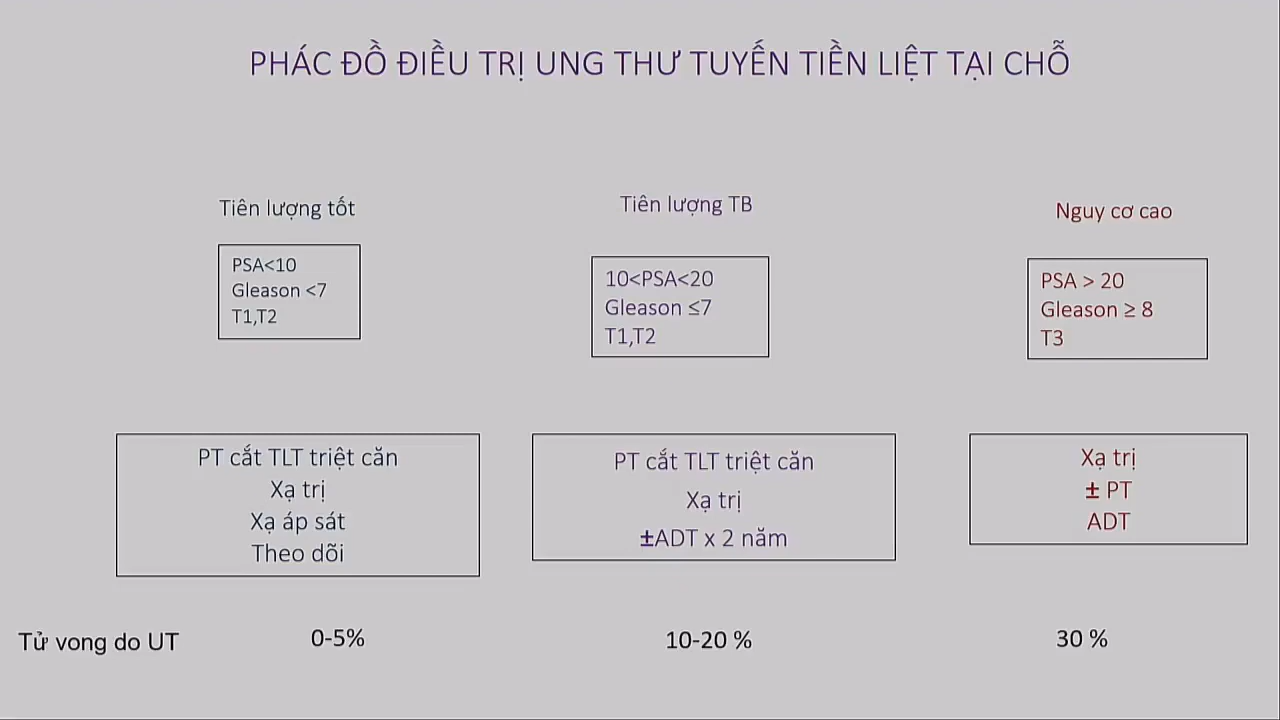 PHÁC ĐỒ ĐIỀU TRỊ UNG THƯ TUYẾN TIỀN LIỆT TẠI CHỖ
Tiên lượng tốt
PSA<10
Gleason <7
T1,T2
PT cắt TLT triệt căn
Xạ trị
Xạ áp sát
Theo dõi
Tiên lượng TB
10<PSA<20
Gleason ≤7
T1,T2
PT cắt TLT triệt căn
Xạ trị
±ADT x 2 năm
Nguy cơ cao
PSA > 20
Gleason ≥ 8
T3
Xạ trị
± PT
ADT
Tử vong do UT
0-5%
10-20 %
30 %